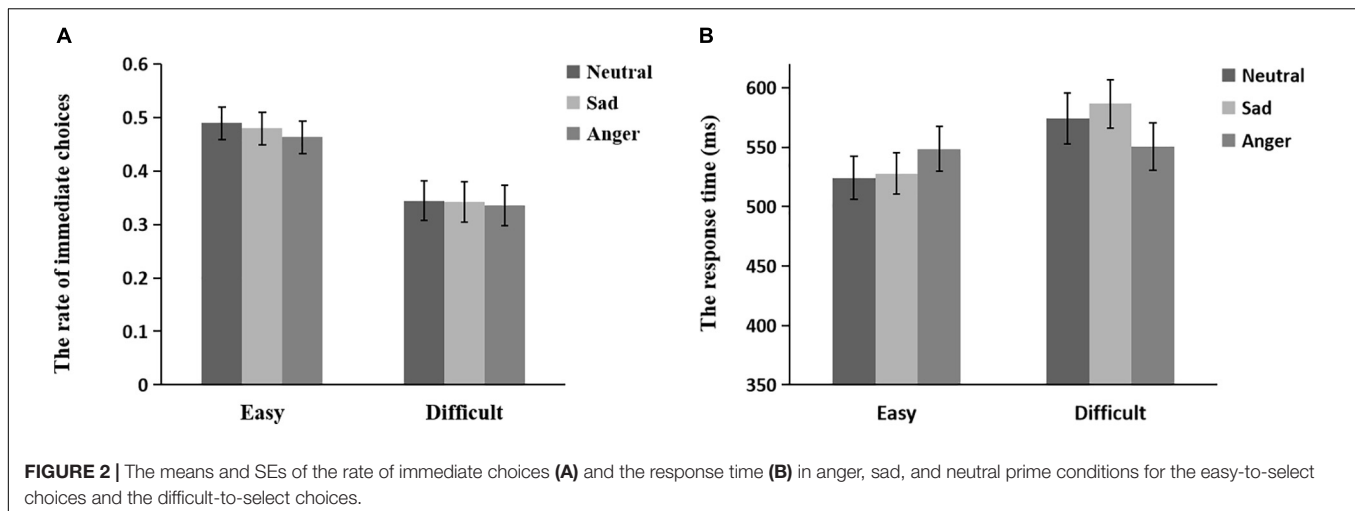 A
The rate of immediate choices
0.6
0.5
0.4
0.3
0.2
0.1
0
Easy
Difficult
Neutral
Sad
Anger
B
The response time (ms)
600
550
500
450
400
350
Easy
Difficult
Neutral
Sad
Anger
FIGURE 2 | The means and SEs of the rate of immediate choices (A) and the response time (B) in anger, sad, and neutral prime conditions for the easy-to-select
choices and the difficult-to-select choices.